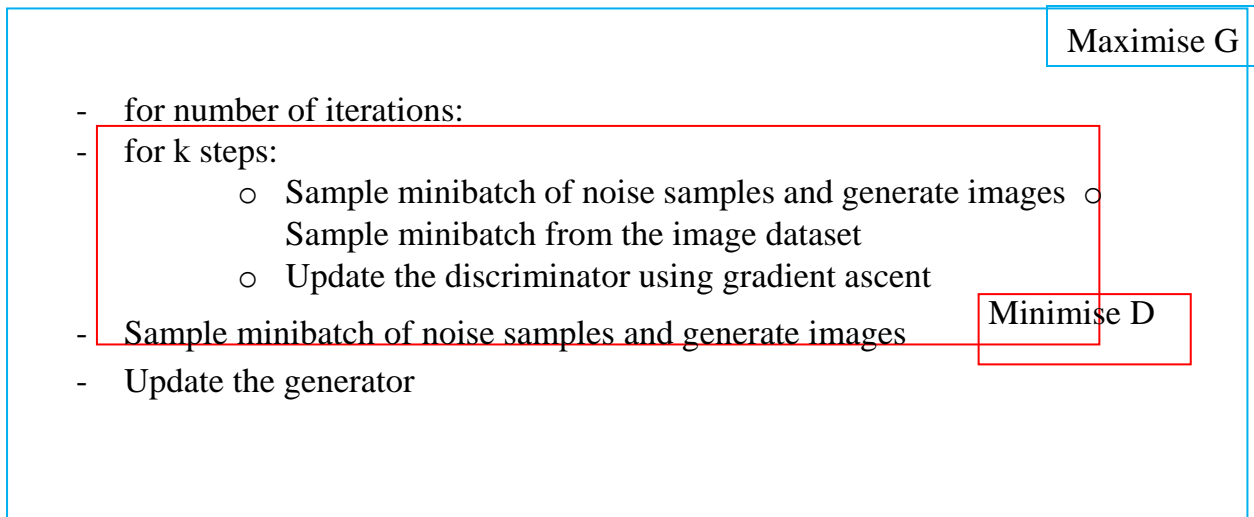 Maximise G
- for number of iterations:
- for k steps:
o Sample minibatch of noise samples and generate images o
Sample minibatch from the image dataset
o Update the discriminator using gradient ascent
Minimise D
- Sample minibatch of noise samples and generate images
- Update the generator